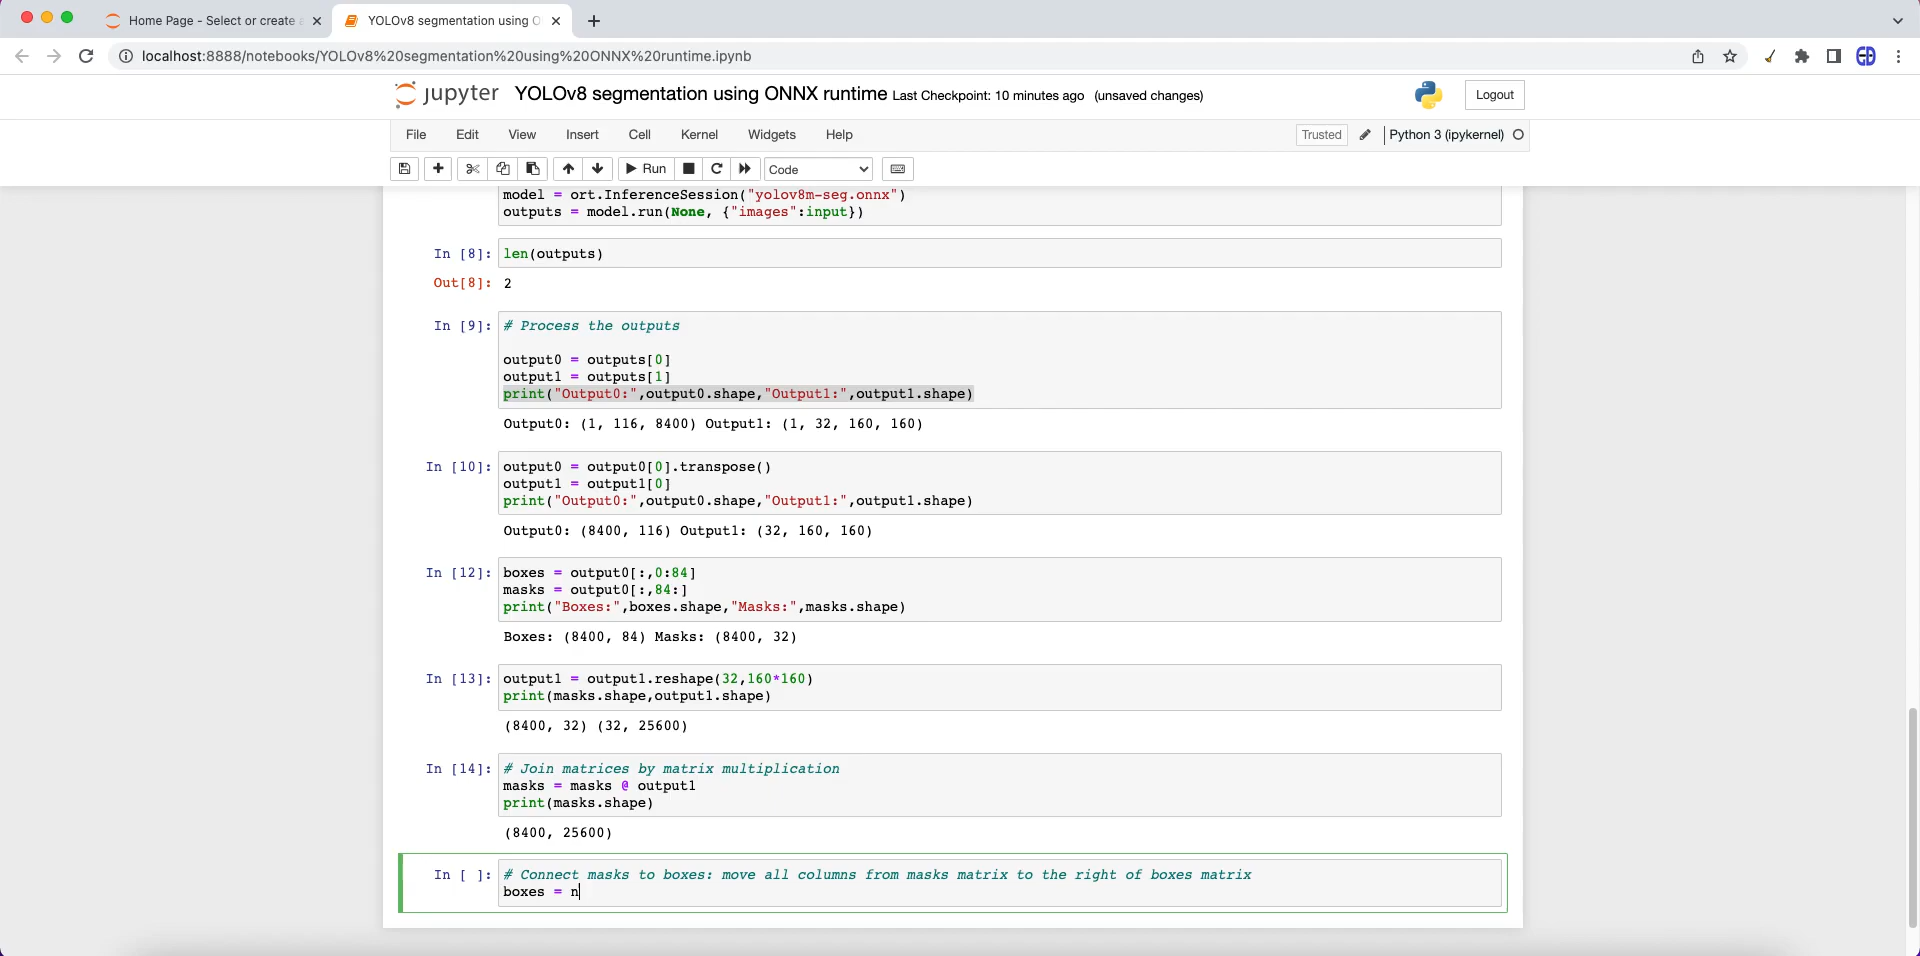 Home Page - Select or create a
YOLOv8 segmentation using O
localhost:8888/notebooks/YOLOv8%20segmentation%20using%20ONNX%20runtime.ipynb
jupyter YOLOv8 segmentation using ONNX runtime Last Checkpoint: 10 minutes ago (unsaved changes)
Logout
File Edit View Insert Cell Kernel Widgets Help
Trusted Python 3 (ipykernel)
Run Code
model = ort.InferenceSession("yolov8m-seg.onnx")
outputs = model.run(None, {"images":input})
In [8]: len(outputs)
Out[8]: 2
In [9]: # Process the outputs
output0 = outputs[0]
output1 = outputs[1]
print("Output0:",output0.shape,"Output1:",output1.shape)
Output0: (1, 116, 8400) Output1: (1, 32, 160, 160)
In [10]: output0 = output0[0].transpose()
output1 = output1[0]
print("Output0:",output0.shape,"Output1:",output1.shape)
Output0: (8400, 116) Output1: (32, 160, 160)
In [12]: boxes = output0[:,0:84]
masks = output0[:,84:]
print("Boxes:",boxes.shape,"Masks:",masks.shape)
Boxes: (8400, 84) Masks: (8400, 32)
In [13]: output1 = output1.reshape(32,160*160)
print(masks.shape,output1.shape)
(8400, 32) (32, 25600)
In [14]: # Join matrices by matrix multiplication
masks = masks @ output1
print(masks.shape)
(8400, 25600)
In [ ]: # Connect masks to boxes: move all columns from masks matrix to the right of boxes matrix
boxes = n